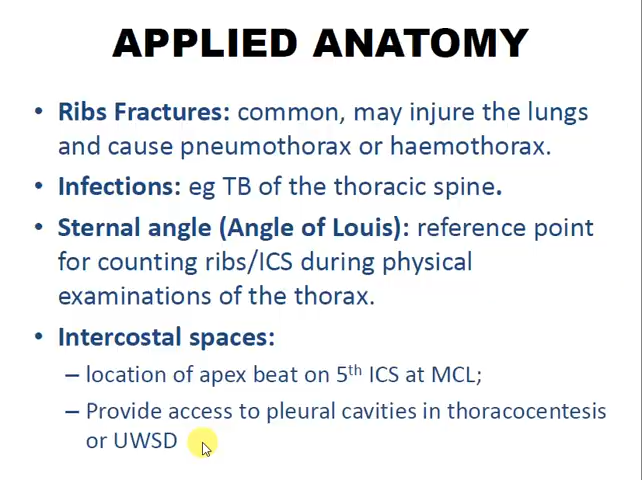 APPLIED ANATOMY
• Ribs Fractures: common, may injure the lungs
and cause pneumothorax or haemothorax.
• Infections: eg TB of the thoracic spine.
• Sternal angle (Angle of Louis): reference point
for counting ribs/ICS during physical
examinations of the thorax.
• Intercostal spaces:
– location of apex beat on 5th ICS at MCL;
– Provide access to pleural cavities in thoracocentesis
or UWSD